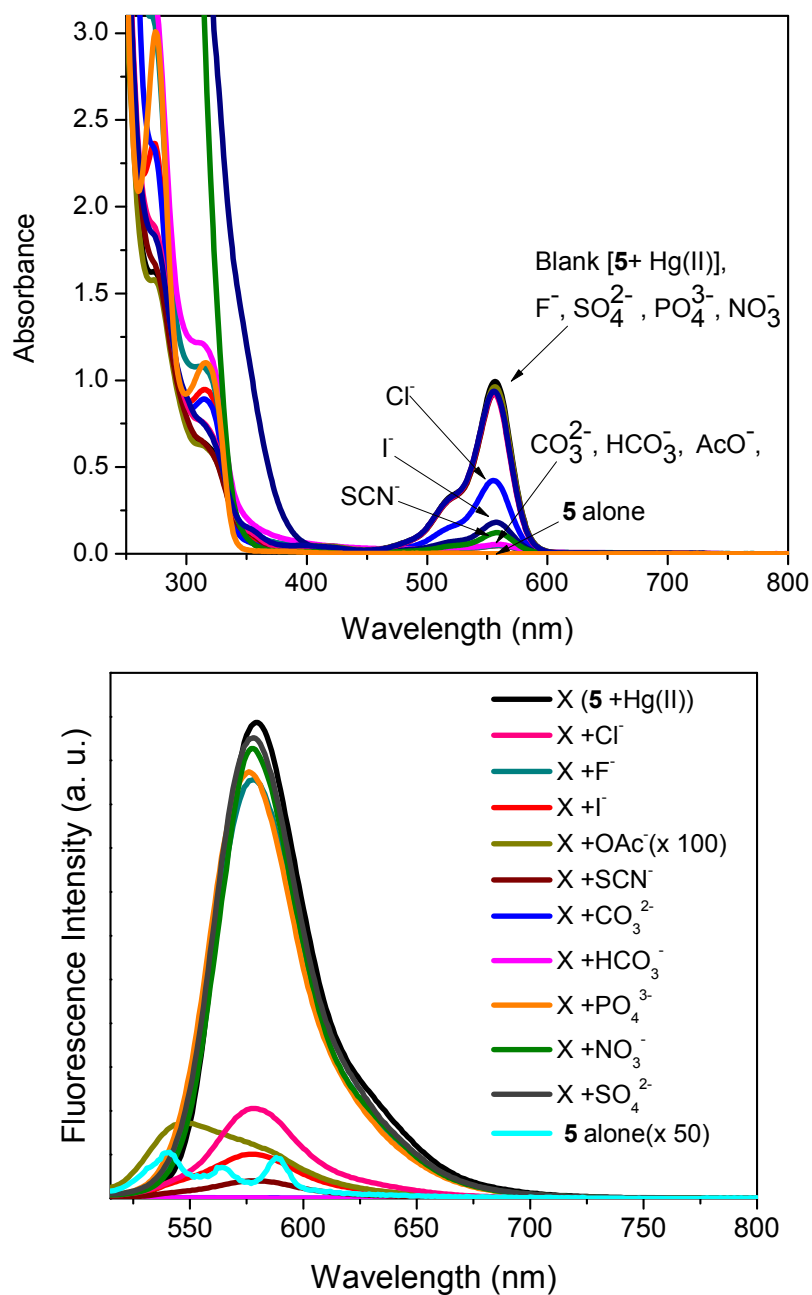 3.0
2.5
2.0
1.5
1.0
0.5
0.0
Absorbance
Blank [5+ Hg(II)],
F⁻, SO₄²⁻ , PO₄³⁻, NO₃⁻
Cl⁻
I⁻
CO₃²⁻, HCO₃⁻, AcO⁻,
SCN⁻
5 alone
300 400 500 600 700 800
Wavelength (nm)
Fluorescence Intensity (a. u.)
X (5 +Hg(II))
X +Cl⁻
X +F⁻
X +I⁻
X +OAc⁻(x 100)
X +SCN⁻
X +CO₃²⁻
X +HCO₃⁻
X +PO₄³⁻
X +NO₃⁻
X +SO₄²⁻
5 alone(x 50)
550 600 650 700 750 800
Wavelength (nm)